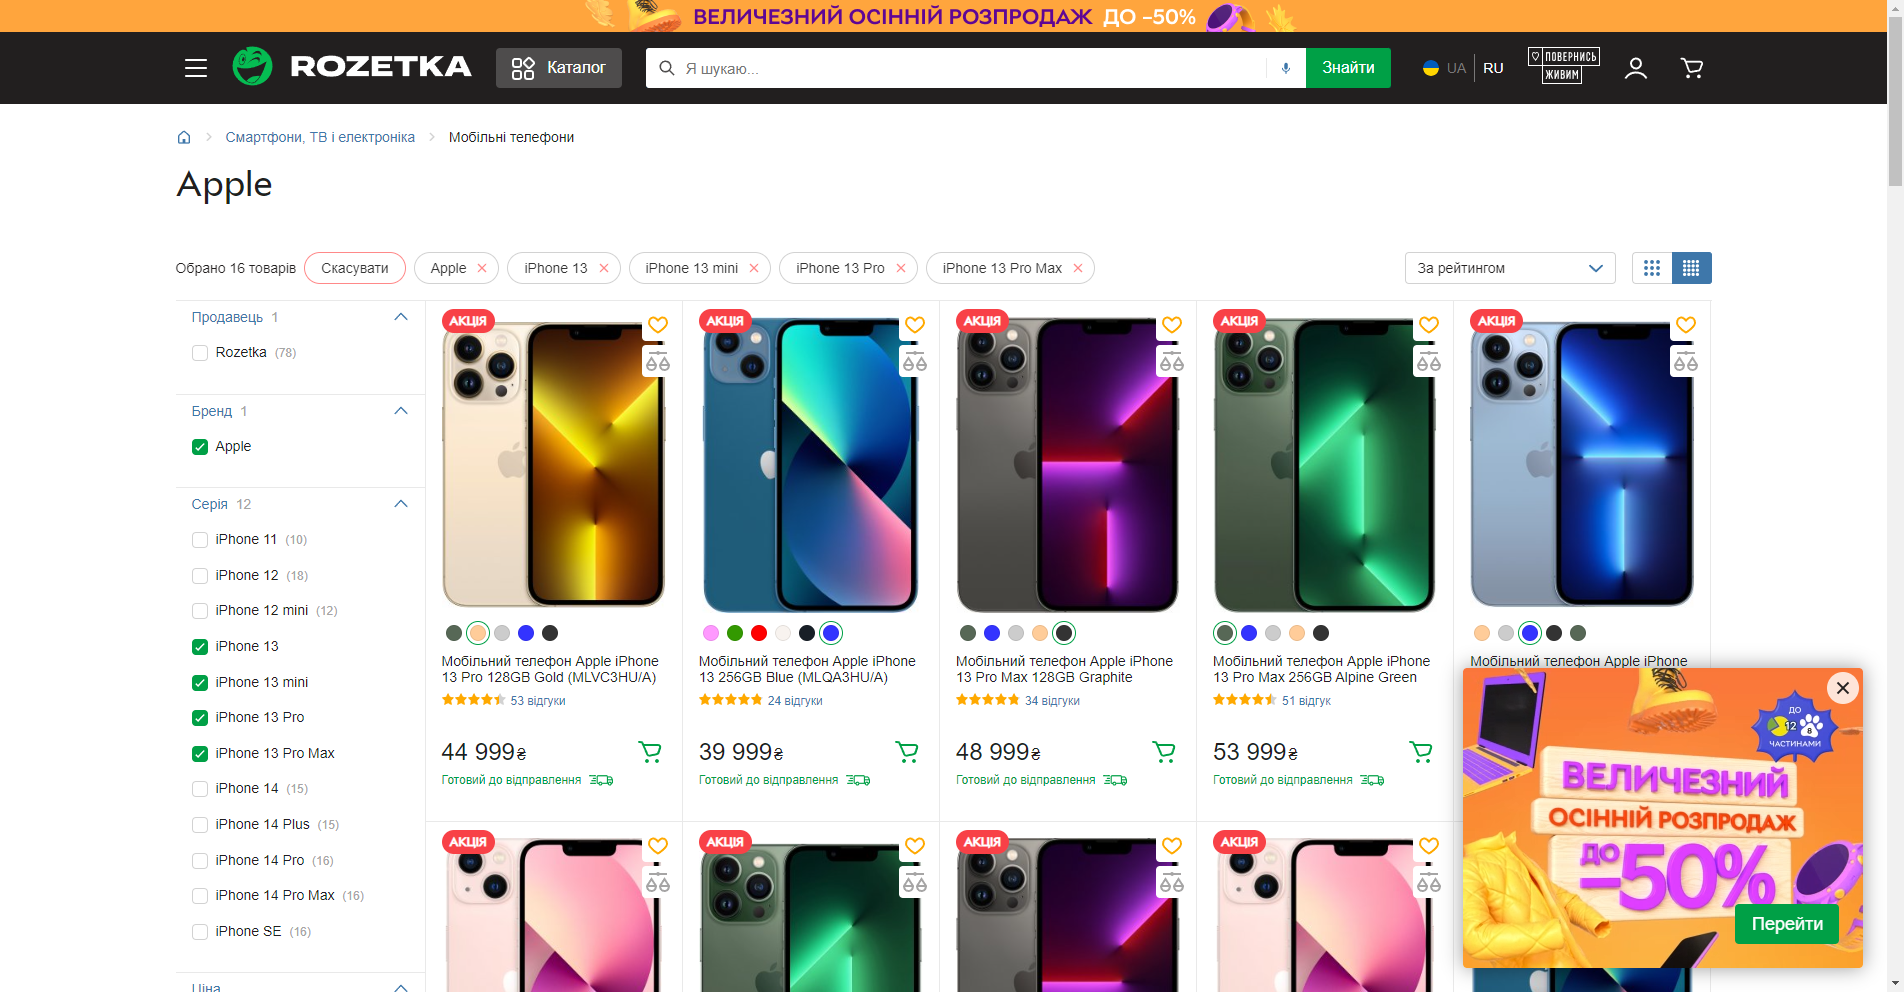 ВЕЛИЧЕЗНИЙ ОСІННІЙ РОЗПРОДАЖ ДО –50%
ROZETKA
Каталог
Я шукаю...
Знайти
UA
RU
ПОВЕРНИСЬ
ЖИВИМ
Смартфони, ТВ і електроніка
Мобільні телефони
Apple
Обрано 16 товарів
Скасувати
Apple
iPhone 13
iPhone 13 mini
iPhone 13 Pro
iPhone 13 Pro Max
За рейтингом
Продавець 1
Rozetka (78)
Бренд 1
Apple
Серія 12
iPhone 11 (10)
iPhone 12 (18)
iPhone 12 mini (12)
iPhone 13
iPhone 13 mini
iPhone 13 Pro
iPhone 13 Pro Max
iPhone 14 (15)
iPhone 14 Plus (15)
iPhone 14 Pro (16)
iPhone 14 Pro Max (16)
iPhone SE (16)
Ціна
АКЦІЯ
Мобільний телефон Apple iPhone
13 Pro 128GB Gold (MLVC3HU/A)
53 відгуки
44 999₴
Готовий до відправлення
АКЦІЯ
Мобільний телефон Apple iPhone
13 256GB Blue (MLQA3HU/A)
24 відгуки
39 999₴
Готовий до відправлення
АКЦІЯ
Мобільний телефон Apple iPhone
13 Pro Max 128GB Graphite
34 відгуки
48 999₴
Готовий до відправлення
АКЦІЯ
Мобільний телефон Apple iPhone
13 Pro Max 256GB Alpine Green
51 відгук
53 999₴
Готовий до відправлення
АКЦІЯ
Мобільний телефон Apple iPhone
АКЦІЯ
АКЦІЯ
АКЦІЯ
АКЦІЯ
ДО
12
8
ЧАСТИНАМИ
ВЕЛИЧЕЗНИЙ
ОСІННІЙ РОЗПРОДАЖ
ДО
–50%
Перейти